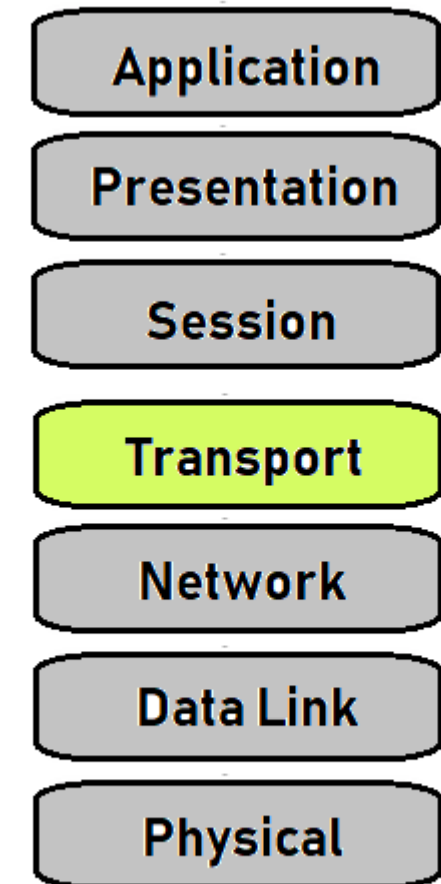 Application
Presentation
Session
Transport
Network
Data Link
Physical